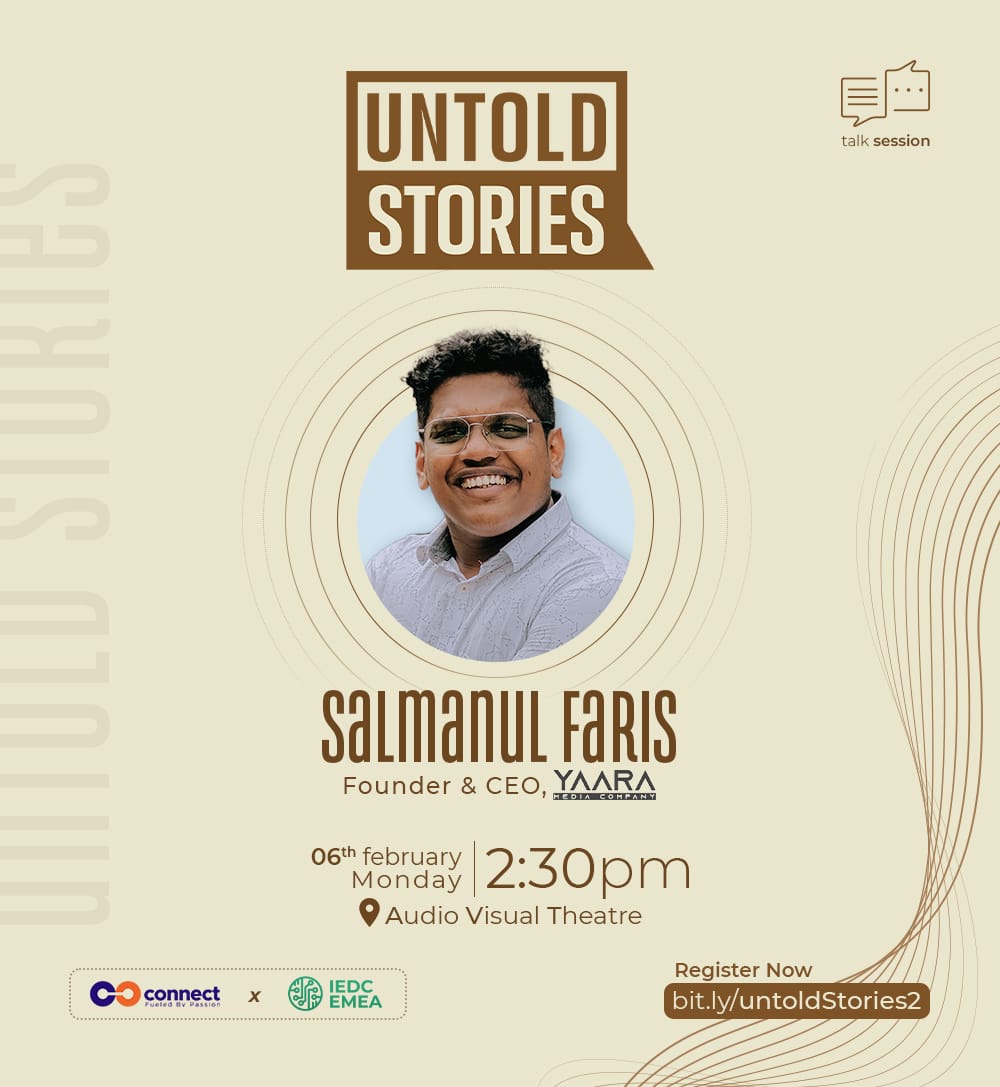 UNTOLD
STORIES
talk session
UNTOLD STORIES
SALMANUL FARIS
Founder & CEO, YAARA
MEDIA COMPANY
06th february
Monday
2:30pm
Audio Visual Theatre
connect
Fueled By Passion
x
IEDC
EMEA
Register Now
bit.ly/untoldStories2